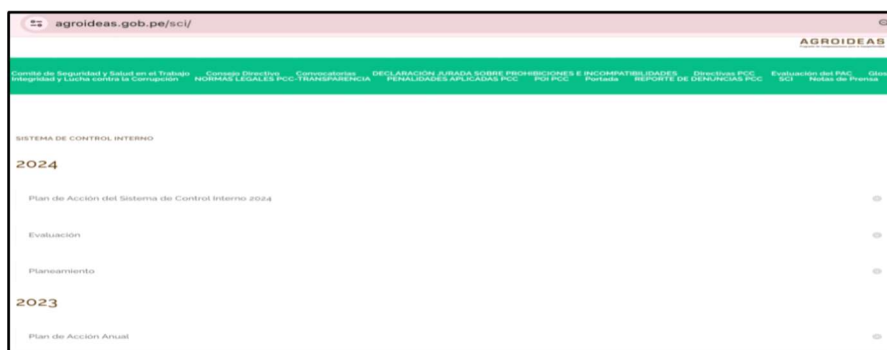 agroideas.gob.pe/sci/
AGROIDEAS
Comité de Seguridad y Salud en el Trabajo Consejo Directivo Convocatorias DECLARACIÓN JURADA SOBRE PROHIBICIONES E INCOMPATIBILIDADES Directivas PCC Evaluación del PAC Glos
Integridad y Lucha contra la Corrupción NORMAS LEGALES PCC-TRANSPARENCIA PENALIDADES APLICADAS PCC POI PCC Portada REPORTE DE DENUNCIAS PCC SCI Notas de Prensa
SISTEMA DE CONTROL INTERNO
2024
Plan de Acción del Sistema de Control Interno 2024
Evaluación
Planeamiento
2023
Plan de Acción Anual